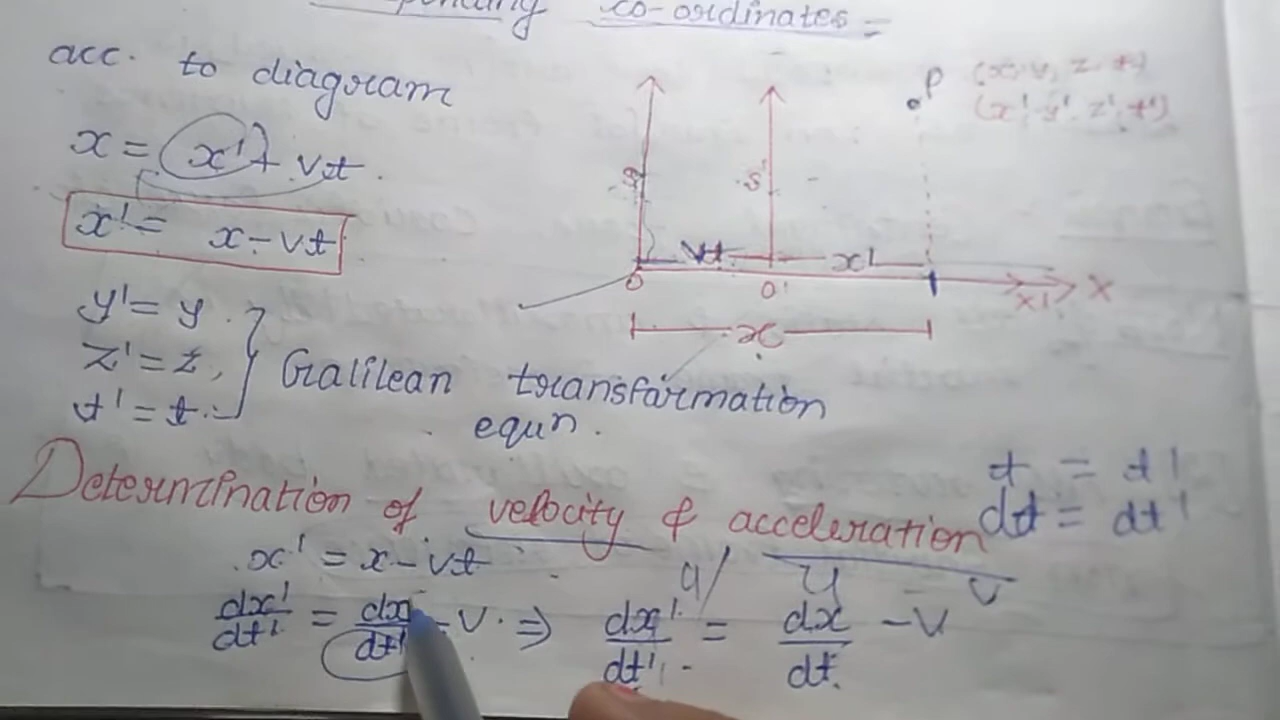 co-ordinates =
acc. to diagram
x = x' + vt .
x' = x - vt
y' = y .
z' = z ,
t' = t .
Galilean transformation
equn .
P
(x', y', z', t')
S
S'
vt
x'
O
O'
X'
X
x
t = t'
dt = dt'
Determination of velocity & acceleration
x' = x - vt
u' u v
dx'/dt' = dx/dt' - v . ⇒ dx'/dt' = dx/dt - v